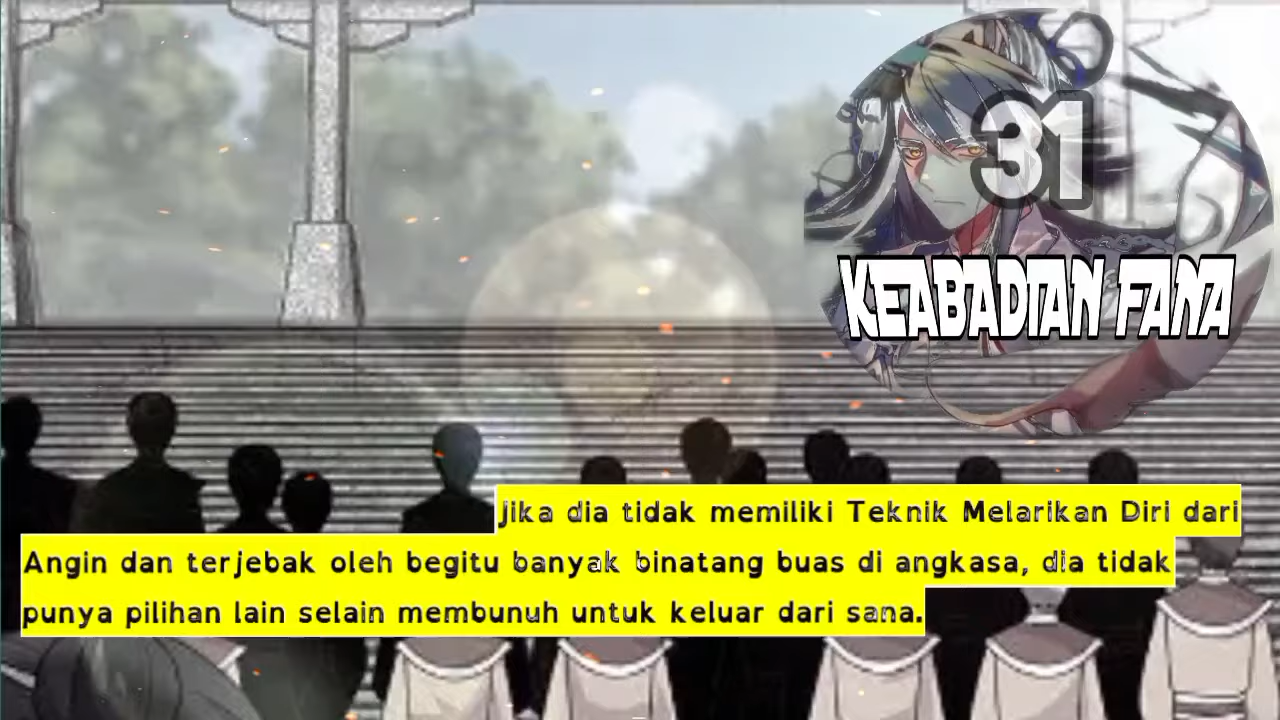 31
KEABADIAN FANA
Jika dia tidak memiliki Teknik Melarikan Diri dari
Angin dan terjebak oleh begitu banyak binatang buas di angkasa, dia tidak
punya pilihan lain selain membunuh untuk keluar dari sana.